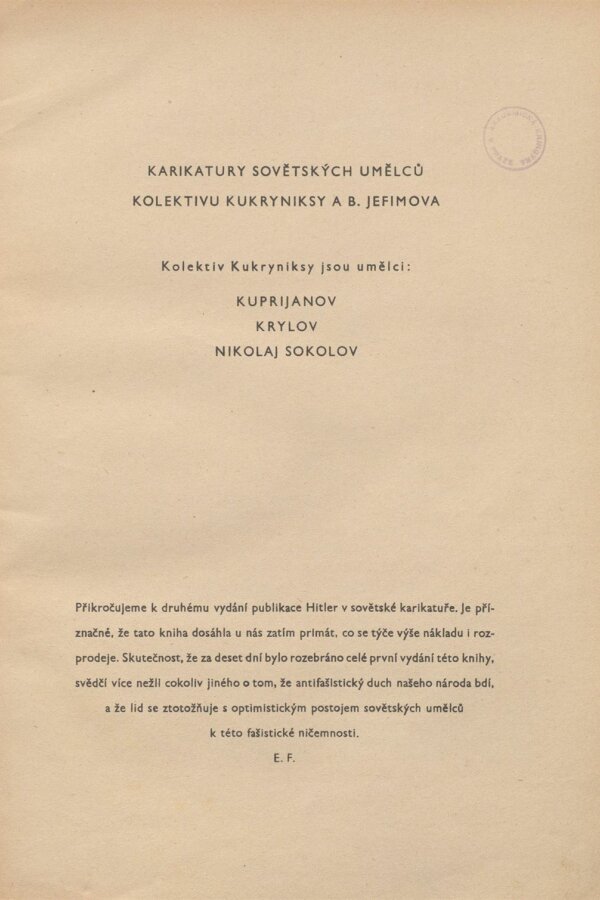 KARIKATURY SOVĚTSKÝCH UMĚLCŮ
KOLEKTIVU KUKRYNIKSY A B. JEFIMOVA
Kolektiv Kukryniksy jsou umělci:
KUPRIJANOV
KRYLOV
NIKOLAJ SOKOLOV
Přikročujeme k druhému vydání publikace Hitler v sovětské karikatuře. Je pří-
značné, že tato kniha dosáhla u nás zatím primát, co se týče výše nákladu i roz-
prodeje. Skutečnost, že za deset dní bylo rozebráno celé první vydání této knihy,
svědčí více nežli cokoliv jiného o tom, že antifašistický duch našeho národa bdí,
a že lid se ztotožňuje s optimistickým postojem sovětských umělců
k této fašistické ničemnosti.
E. F.